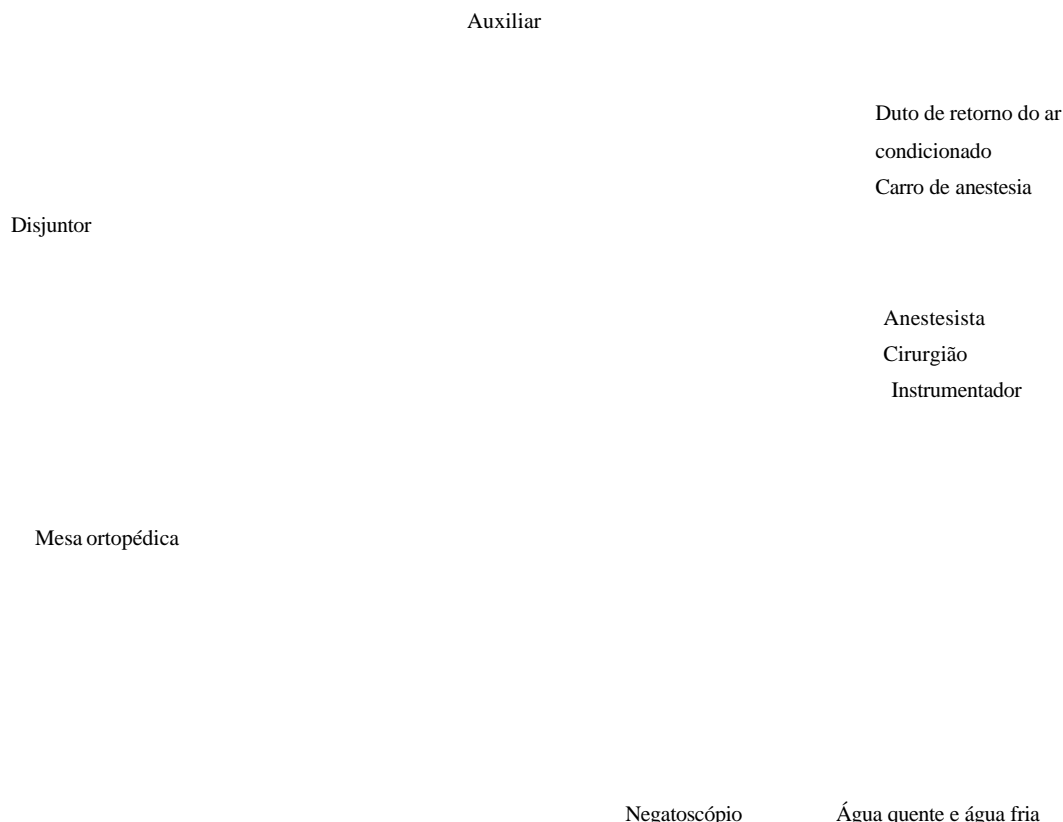 Auxiliar
Duto de retorno do ar
condicionado
Carro de anestesia
Disjuntor
Anestesista
Cirurgião
Instrumentador
Mesa ortopédica
Negatoscópio
Água quente e água fria